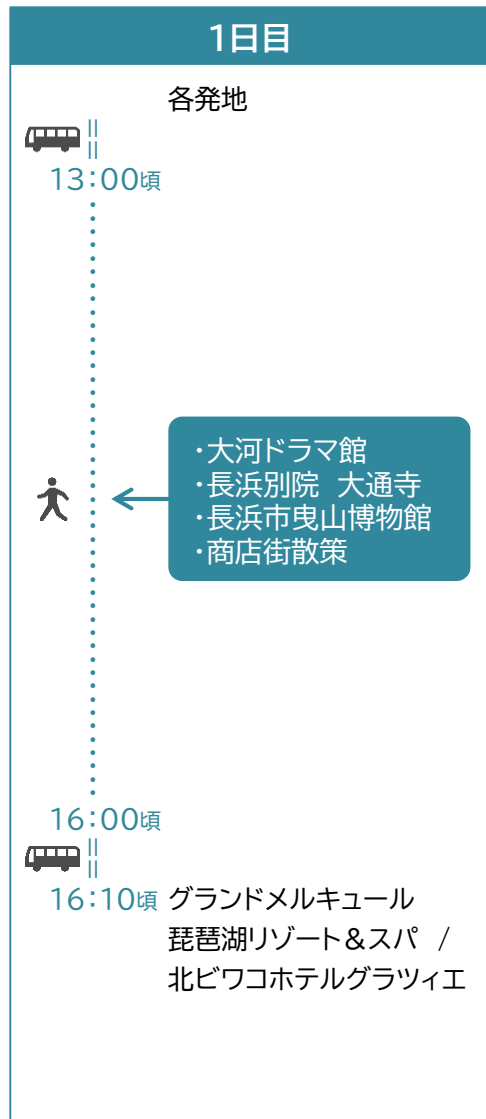 1日目
各発地
13:00頃
・大河ドラマ館
・長浜別院　大通寺
・長浜市曳山博物館
・商店街散策
16:00頃
16:10頃 グランドメルキュール
琵琶湖リゾート＆スパ　/
北ビワコホテルグラツィエ